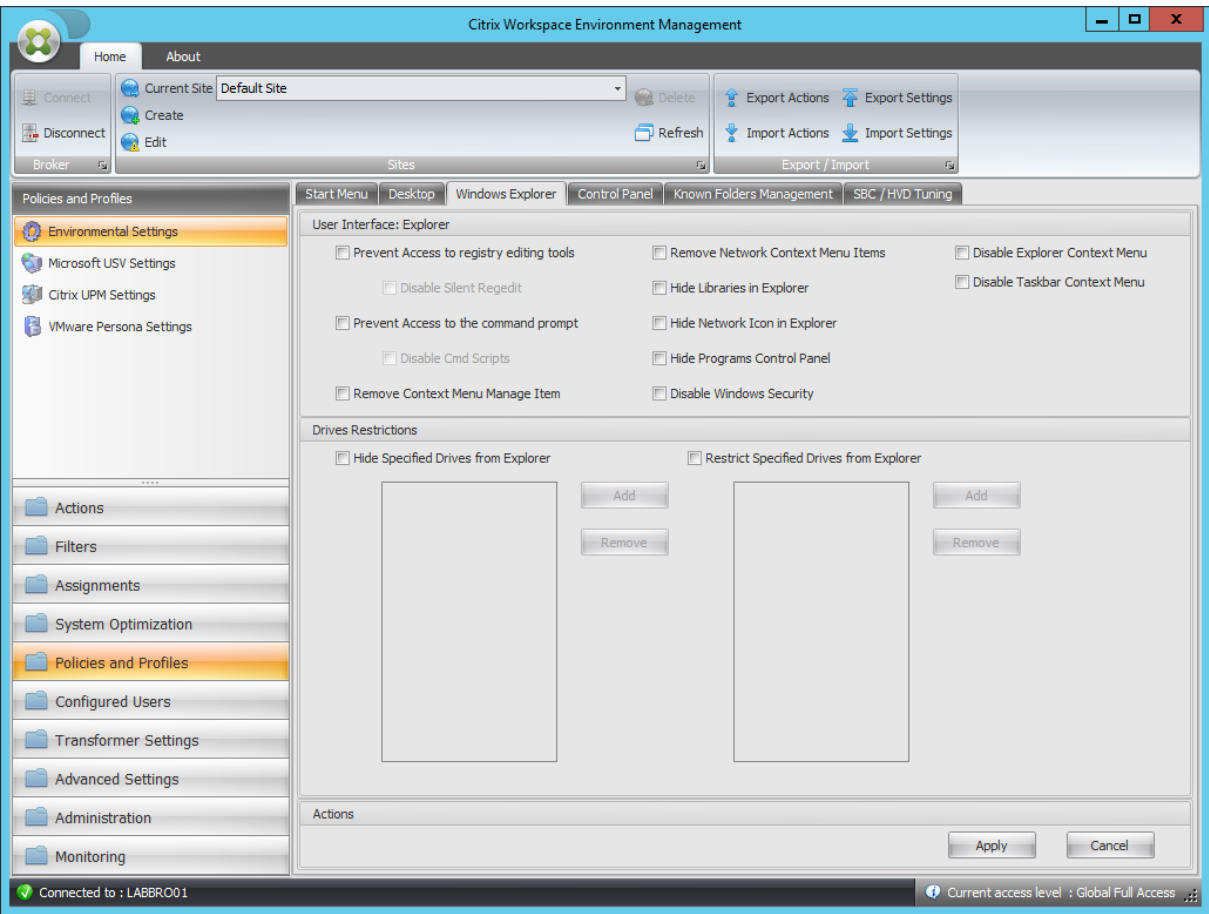 Citrix Workspace Environment Management
Home About
Connect
Disconnect
Broker
Current Site Default Site
Create
Edit
Delete
Refresh
Sites
Export Actions Export Settings
Import Actions Import Settings
Export / Import
Policies and Profiles
Environmental Settings
Microsoft USV Settings
Citrix UPM Settings
VMware Persona Settings
Actions
Filters
Assignments
System Optimization
Policies and Profiles
Configured Users
Transformer Settings
Advanced Settings
Administration
Monitoring
Start Menu Desktop Windows Explorer Control Panel Known Folders Management SBC / HVD Tuning
User Interface: Explorer
Prevent Access to registry editing tools
Disable Silent Regedit
Prevent Access to the command prompt
Disable Cmd Scripts
Remove Context Menu Manage Item
Remove Network Context Menu Items
Hide Libraries in Explorer
Hide Network Icon in Explorer
Hide Programs Control Panel
Disable Windows Security
Disable Explorer Context Menu
Disable Taskbar Context Menu
Drives Restrictions
Hide Specified Drives from Explorer
Add
Remove
Restrict Specified Drives from Explorer
Add
Remove
Actions
Apply Cancel
Connected to : LABBRO01
Current access level : Global Full Access